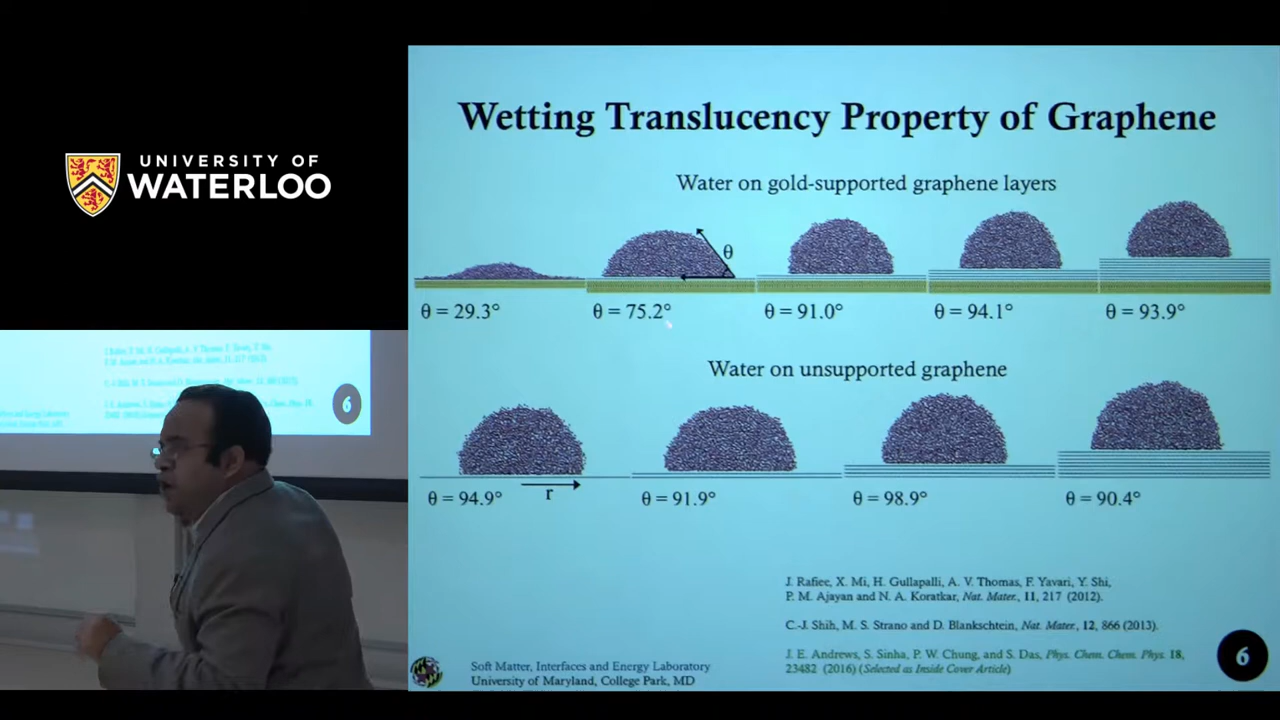 UNIVERSITY OF
WATERLOO
Wetting Translucency Property of Graphene
Water on gold-supported graphene layers
θ
θ = 29.3° θ = 75.2° θ = 91.0° θ = 94.1° θ = 93.9°
Water on unsupported graphene
θ = 94.9° r θ = 91.9° θ = 98.9° θ = 90.4°
J. Rafiee, X. Mi, H. Gullapalli, A. V. Thomas, F. Yavari, Y. Shi,
P. M. Ajayan and N. A. Koratkar, Nat. Mater., 11, 217 (2012).
C.-J. Shih, M. S. Strano and D. Blankschtein, Nat. Mater., 12, 866 (2013).
J. E. Andrews, S. Sinha, P. W. Chung, and S. Das, Phys. Chem. Chem. Phys. 18,
23482 (2016) (Selected as Inside Cover Article)
Soft Matter, Interfaces and Energy Laboratory
University of Maryland, College Park, MD
6
6